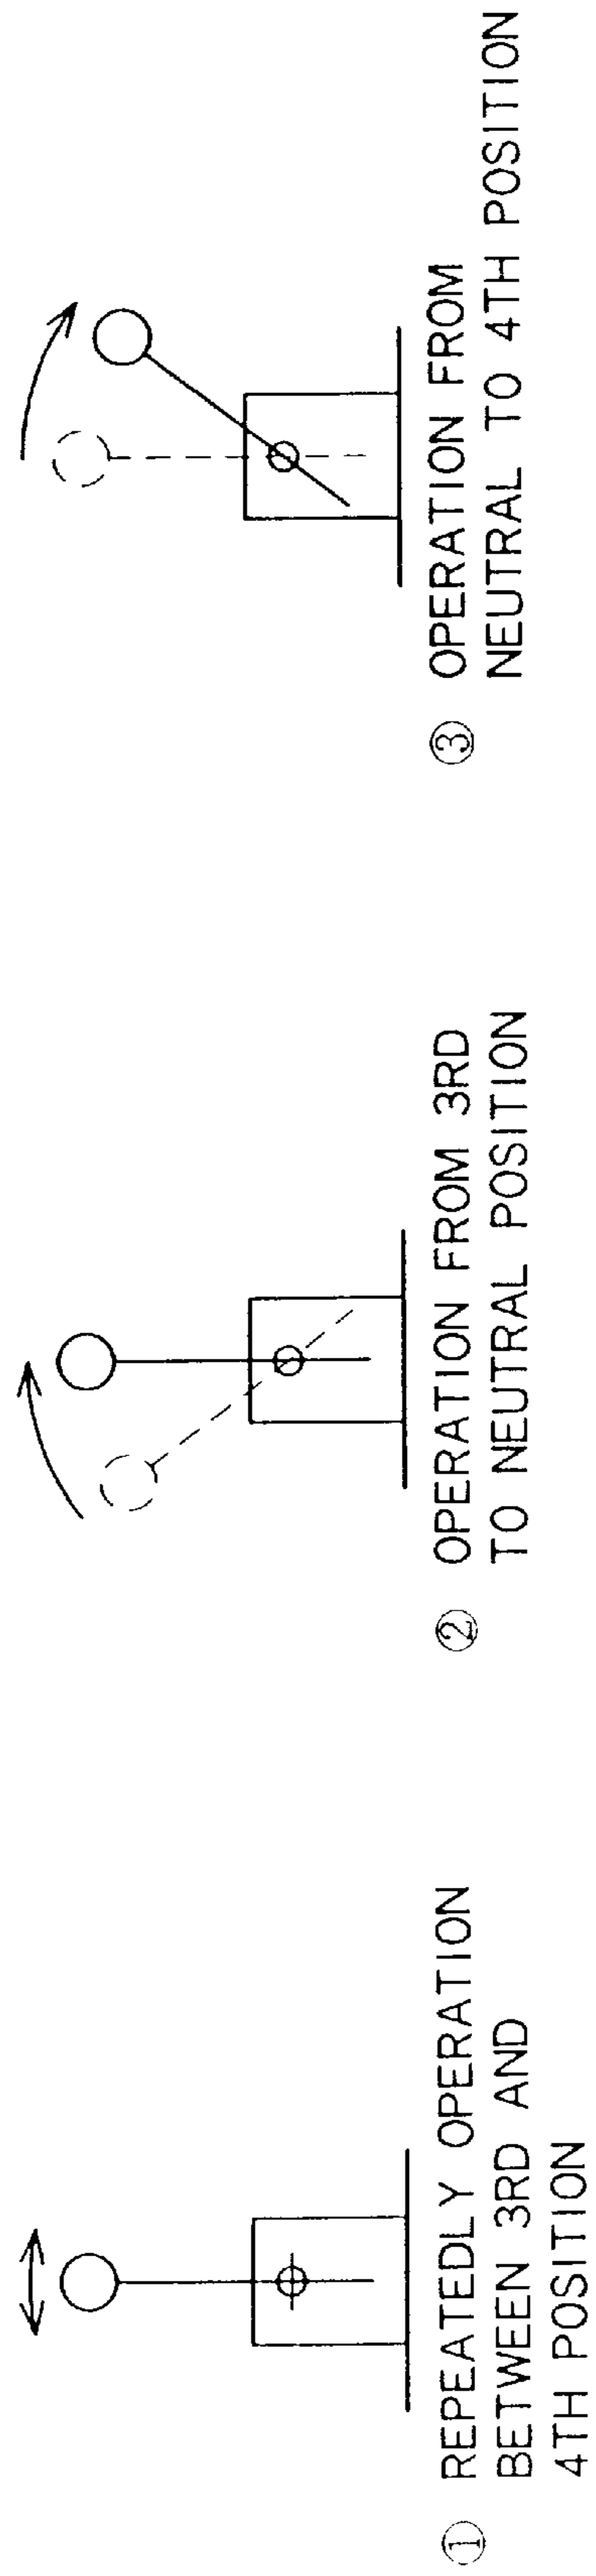 ① REPEATEDLY OPERATION
BETWEEN 3RD AND
4TH POSITION
② OPERATION FROM 3RD
TO NEUTRAL POSITION
③ OPERATION FROM
NEUTRAL TO 4TH POSITION